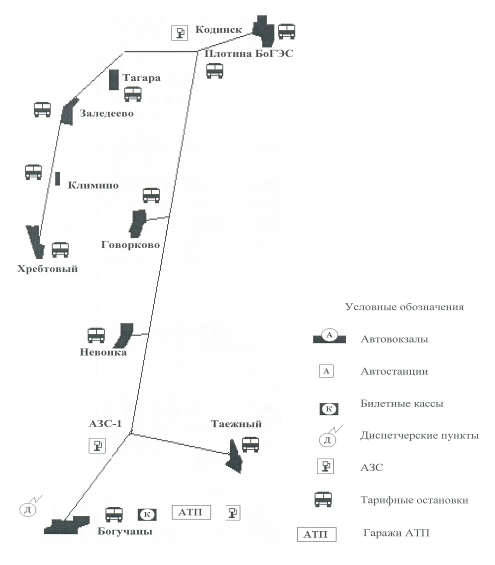 Кодинск
Плотина БоГЭС
Тагара
Заледеево
Климино
Говорково
Хребтовый
Невонка
АЗС-1
Таежный
Д
К
АТП
Богучаны
Условные обозначения
А
Автовокзалы
А
Автостанции
К
Билетные кассы
Д
Диспетчерские пункты
АЗС
Тарифные остановки
АТП
Гаражи АТП